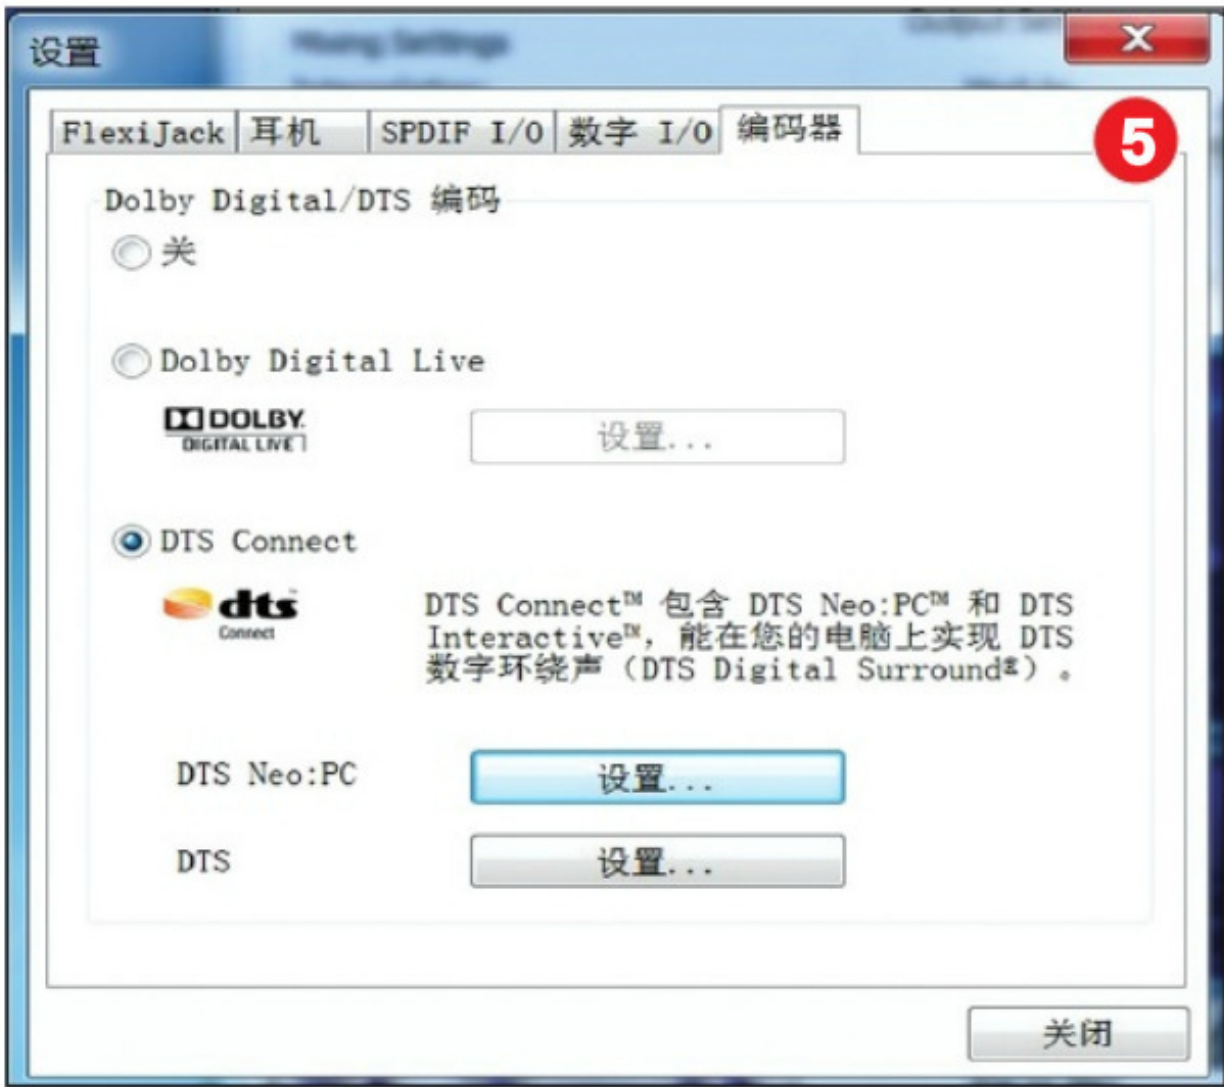 Mixing Settings
设置
5
FlexiJack 耳机 SPDIF I/O 数字 I/O 编码器
Dolby Digital/DTS 编码
关
Dolby Digital Live
DOLBY.
DIGITAL LIVE
设置...
DTS Connect
dts
Connect
DTS Connect™ 包含 DTS Neo:PC™ 和 DTS
Interactive™, 能在您的电脑上实现 DTS
数字环绕声（DTS Digital Surround®）。
DTS Neo:PC 设置...
DTS 设置...
关闭